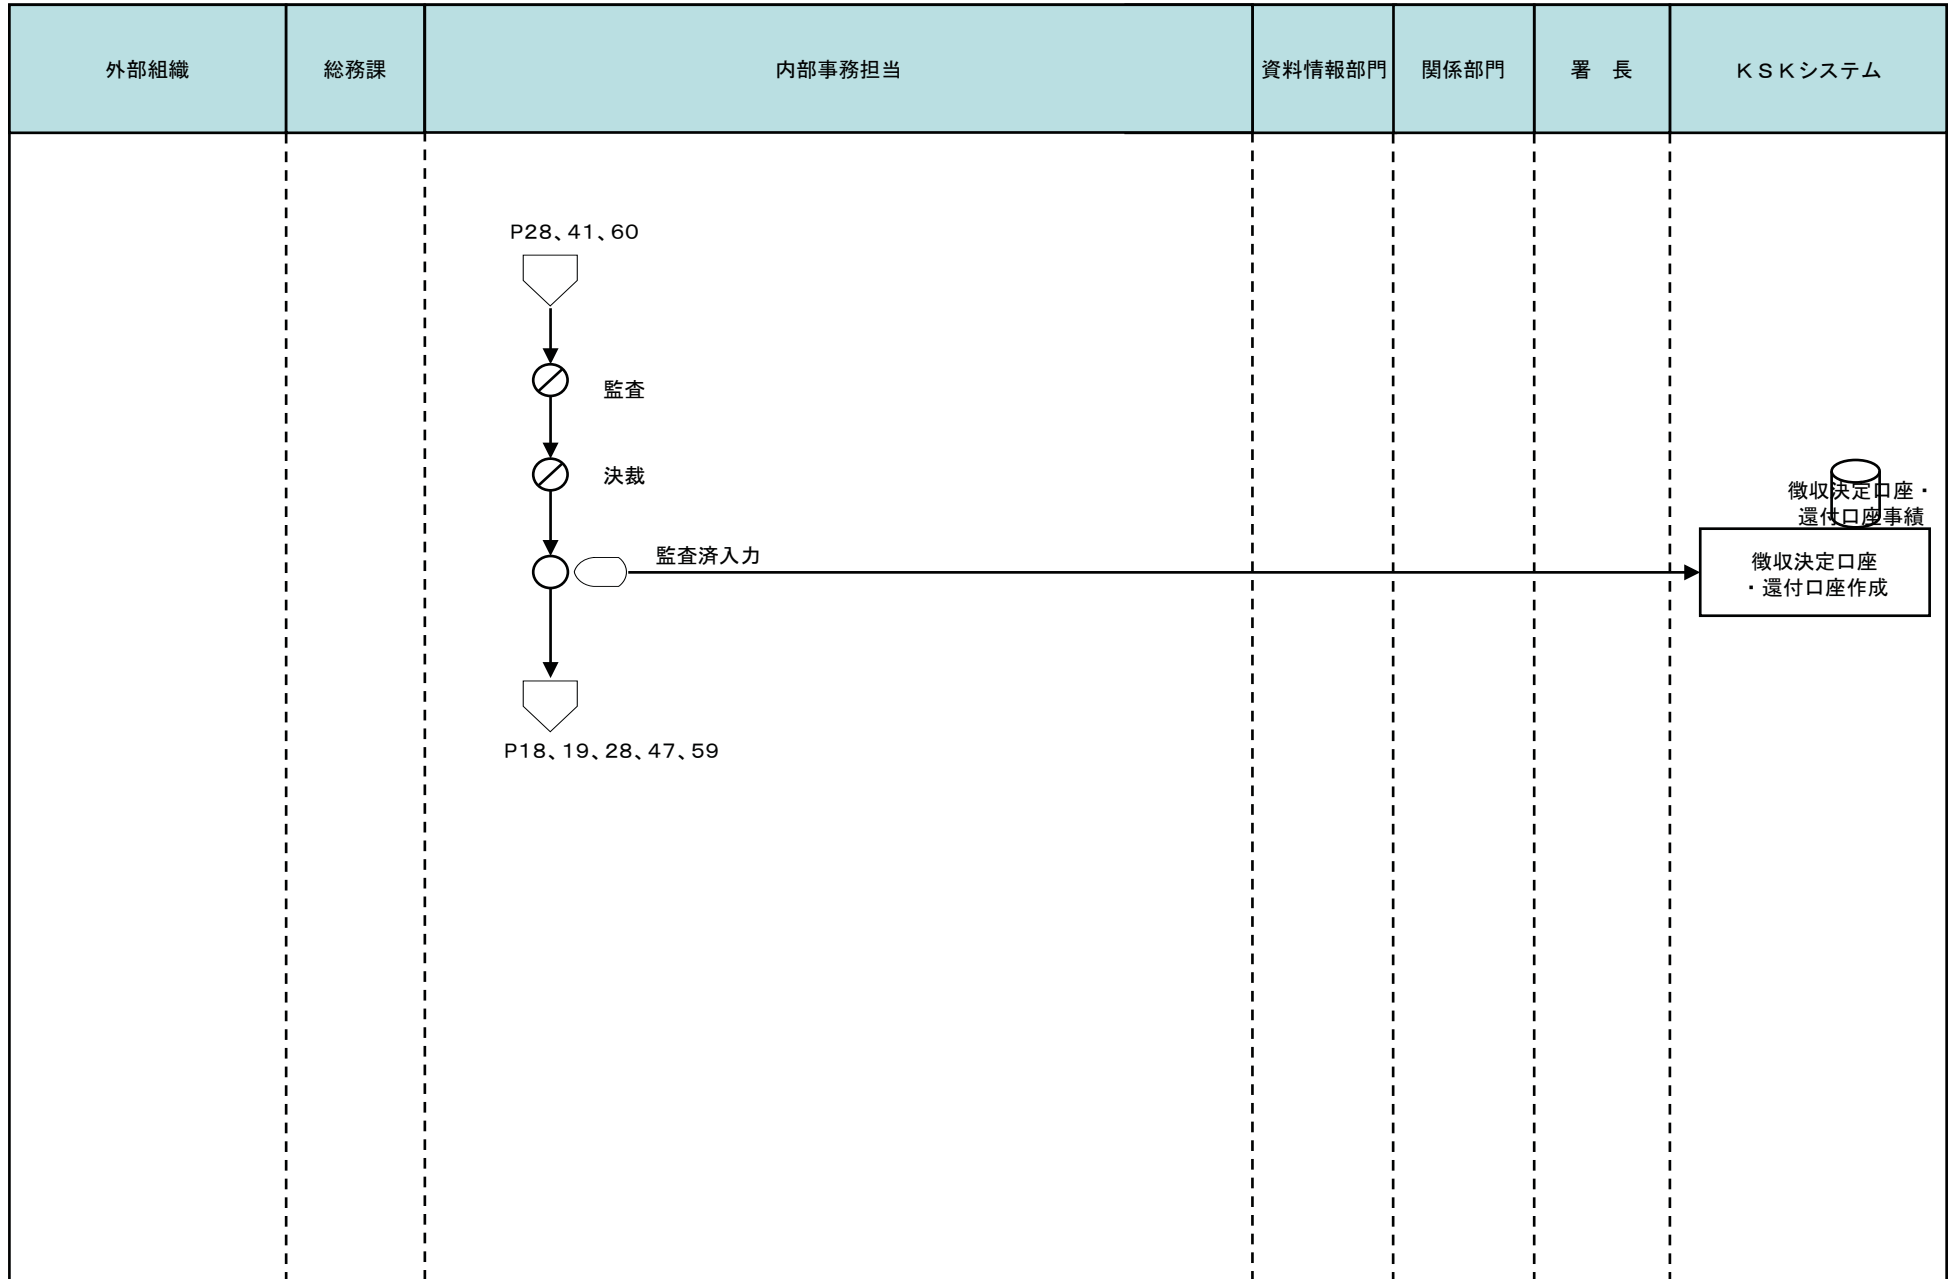 外部組織
総務課
内部事務担当
資料情報部門
関係部門
署　長
ＫＳＫシステム
P28、41、60
監査
決裁
徴収決定口座・
還付口座事績
監査済入力
徴収決定口座
・還付口座作成
P18、19、28、47、59